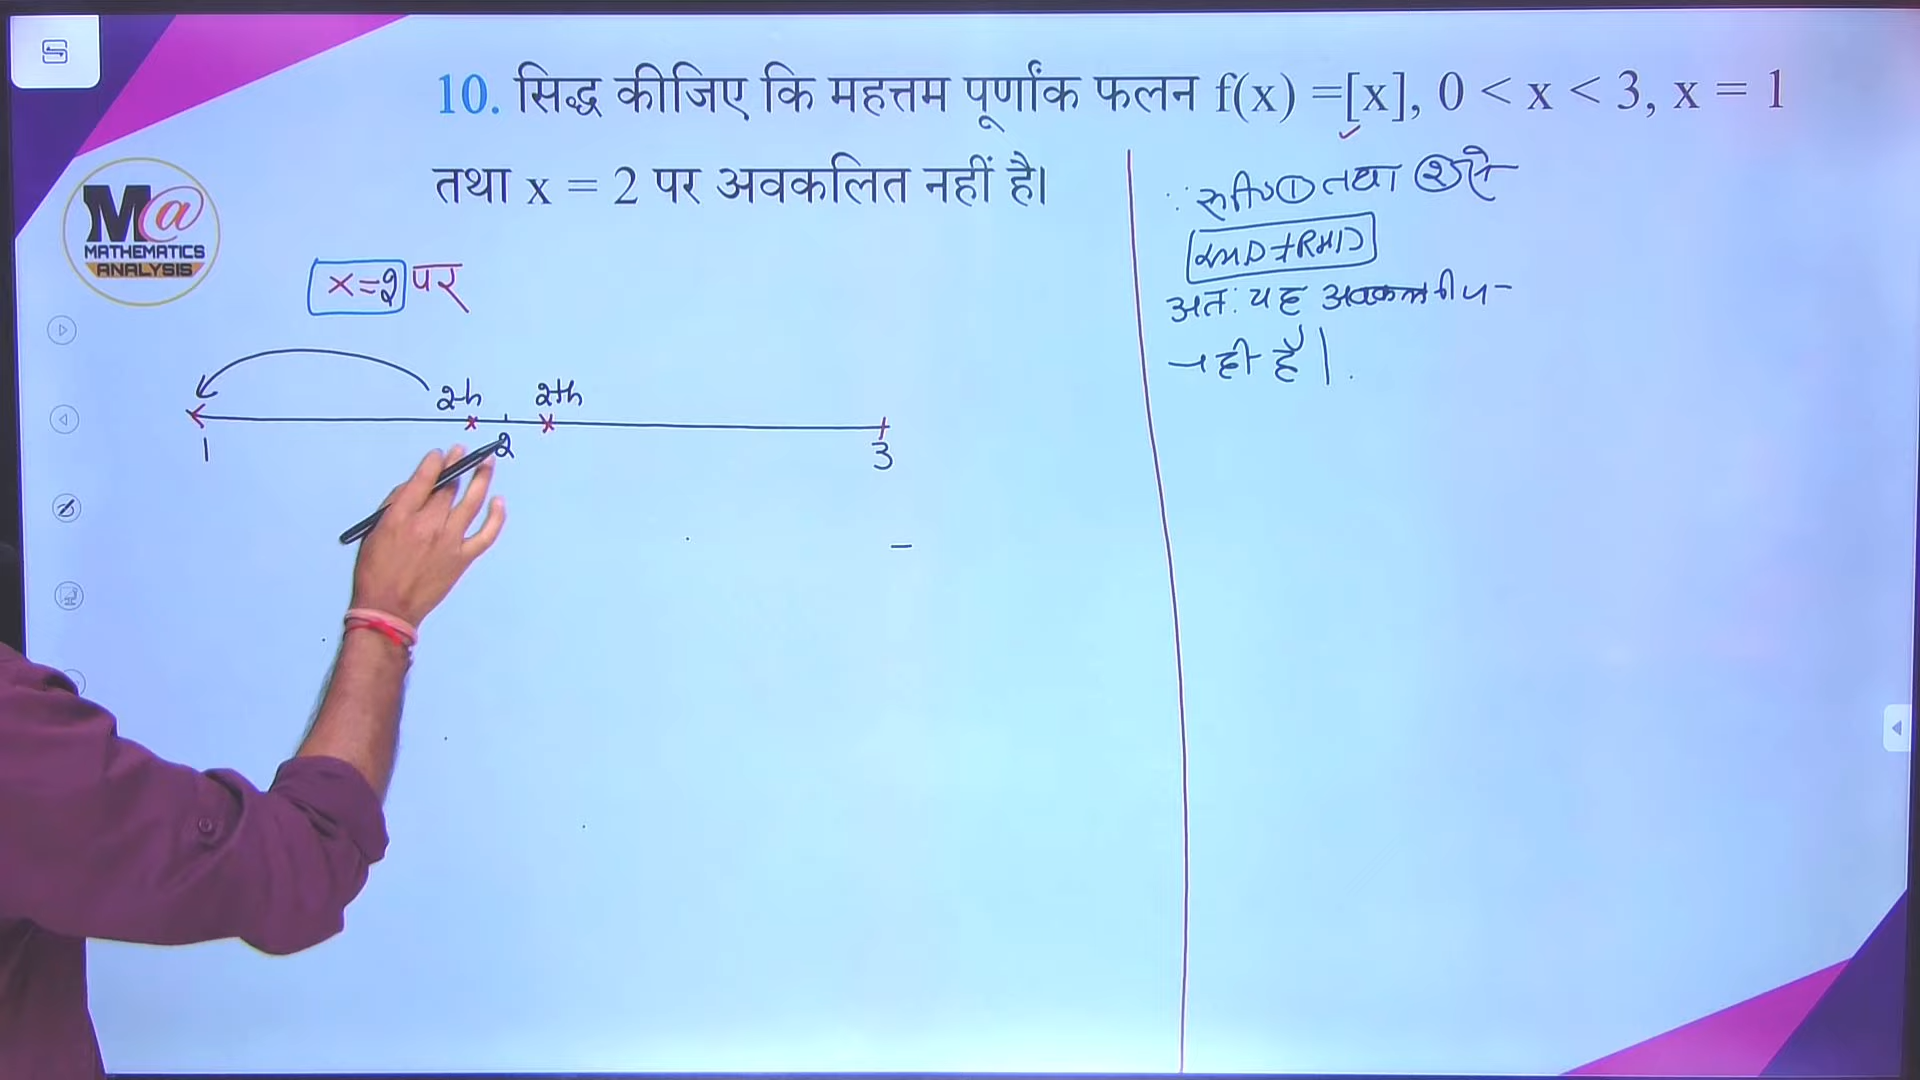 10. सिद्ध कीजिए कि महत्तम पूर्णांक फलन f(x) =[x], 0 < x < 3, x = 1
तथा x = 2 पर अवकलित नहीं है।
M@
MATHEMATICS
ANALYSIS
x=2 पर
2-h 2+h
1 2 3
∵ समी० ① तथा ② से
LHD ≠ RHD
अतः यह अवकलनीय
नहीं है।